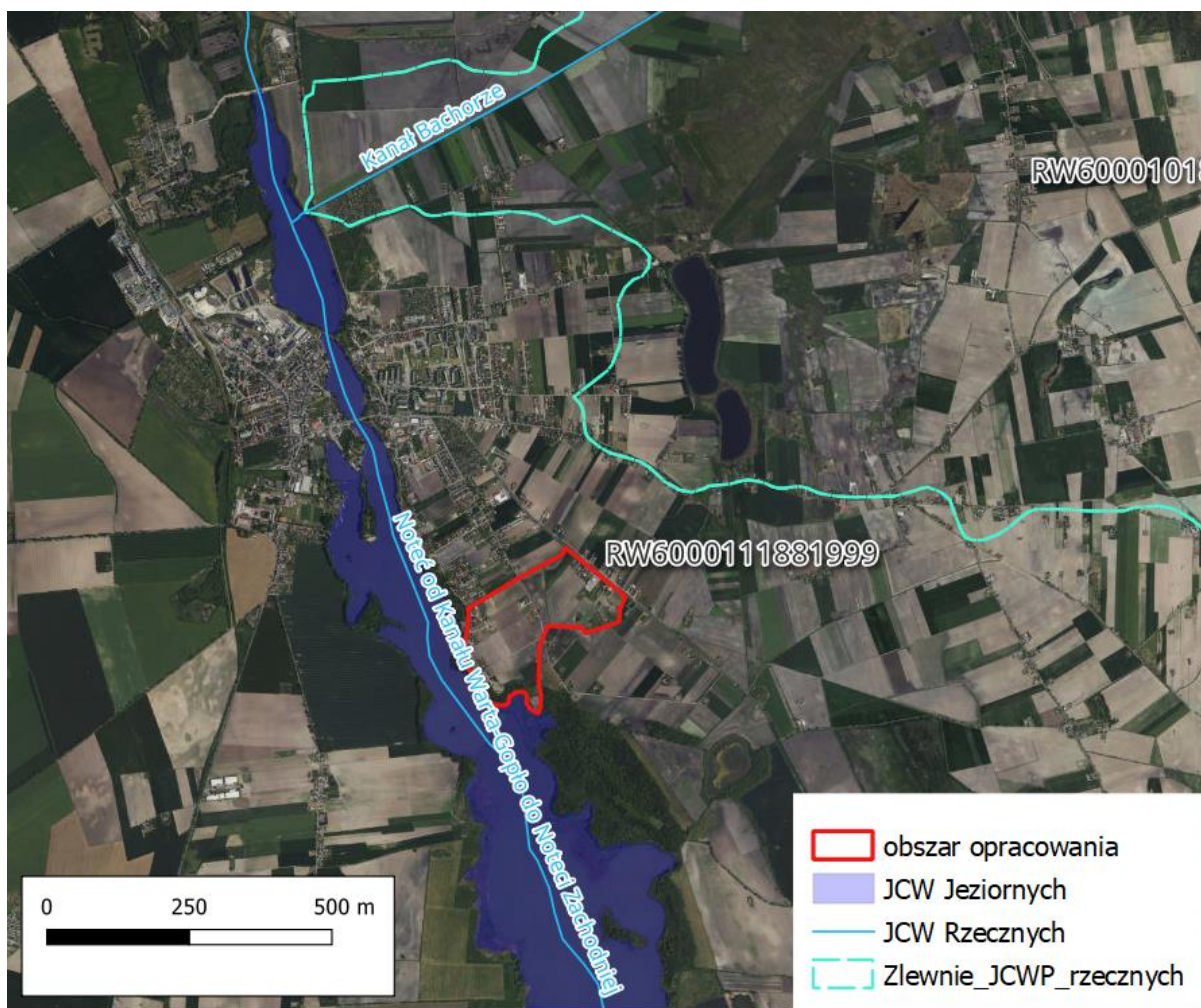 Kanał Bachorze
RW60001018
RW6000111881999
Noteć od Kanału Warta-Gopło do Noteci Zachodniej
0 250 500 m
obszar opracowania
JCW Jeziornych
JCW Rzecznych
Zlewnie_JCWP_rzecznych